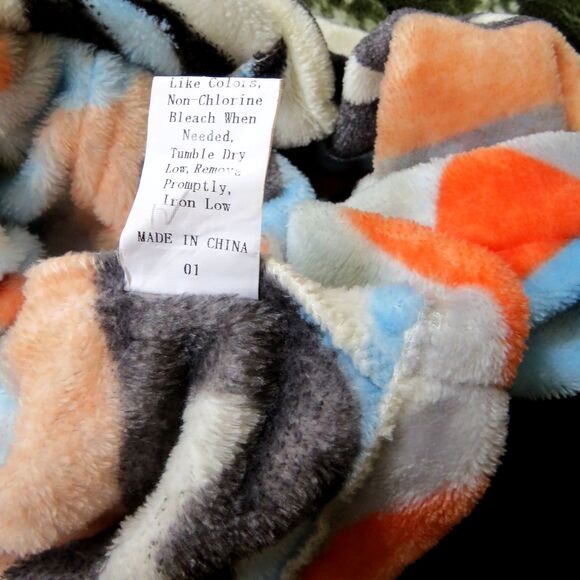 Like Colors,
Non-Chlorine
Bleach When
Needed,
Tumble Dry
Low, Remove
Promptly,
Iron Low
MADE IN CHINA
01